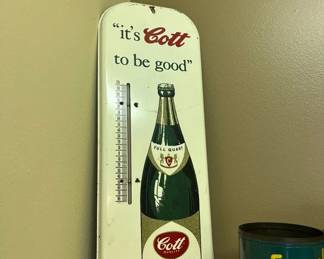 "it's Cott
to be good"
FULL QUART
Cott